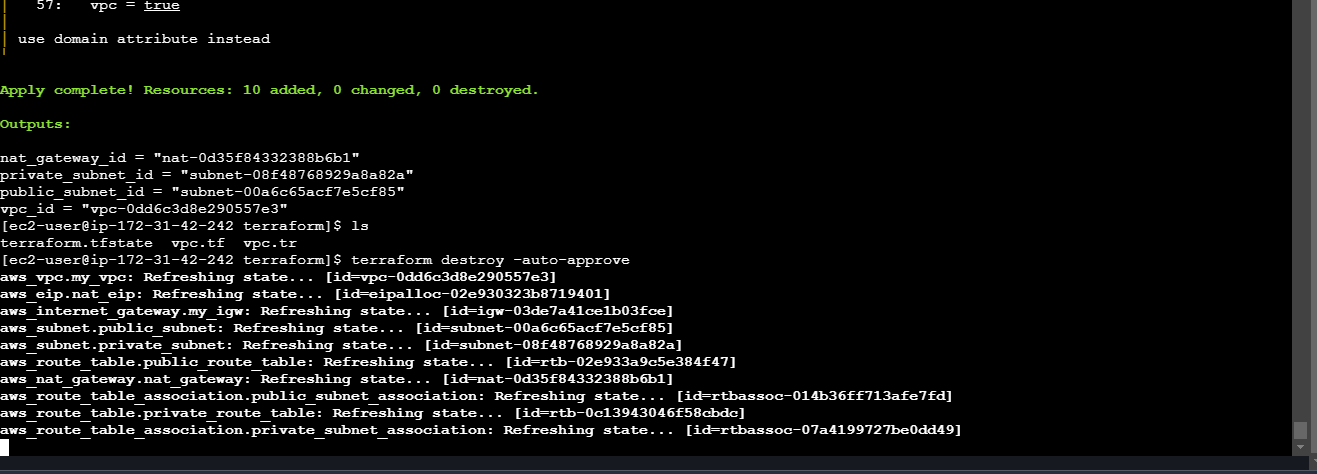 57:   vpc = true
use domain attribute instead
Apply complete! Resources: 10 added, 0 changed, 0 destroyed.
Outputs:
nat_gateway_id = "nat-0d35f84332388b6b1"
private_subnet_id = "subnet-08f48768929a8a82a"
public_subnet_id = "subnet-00a6c65acf7e5cf85"
vpc_id = "vpc-0dd6c3d8e290557e3"
[ec2-user@ip-172-31-42-242 terraform]$ ls
terraform.tfstate  vpc.tf  vpc.tr
[ec2-user@ip-172-31-42-242 terraform]$ terraform destroy -auto-approve
aws_vpc.my_vpc: Refreshing state... [id=vpc-0dd6c3d8e290557e3]
aws_eip.nat_eip: Refreshing state... [id=eipalloc-02e930323b8719401]
aws_internet_gateway.my_igw: Refreshing state... [id=igw-03de7a41ce1b03fce]
aws_subnet.public_subnet: Refreshing state... [id=subnet-00a6c65acf7e5cf85]
aws_subnet.private_subnet: Refreshing state... [id=subnet-08f48768929a8a82a]
aws_route_table.public_route_table: Refreshing state... [id=rtb-02e933a9c5e384f47]
aws_nat_gateway.nat_gateway: Refreshing state... [id=nat-0d35f84332388b6b1]
aws_route_table_association.public_subnet_association: Refreshing state... [id=rtbassoc-014b36ff713afe7fd]
aws_route_table.private_route_table: Refreshing state... [id=rtb-0c13943046f58cbdc]
aws_route_table_association.private_subnet_association: Refreshing state... [id=rtbassoc-07a4199727be0dd49]